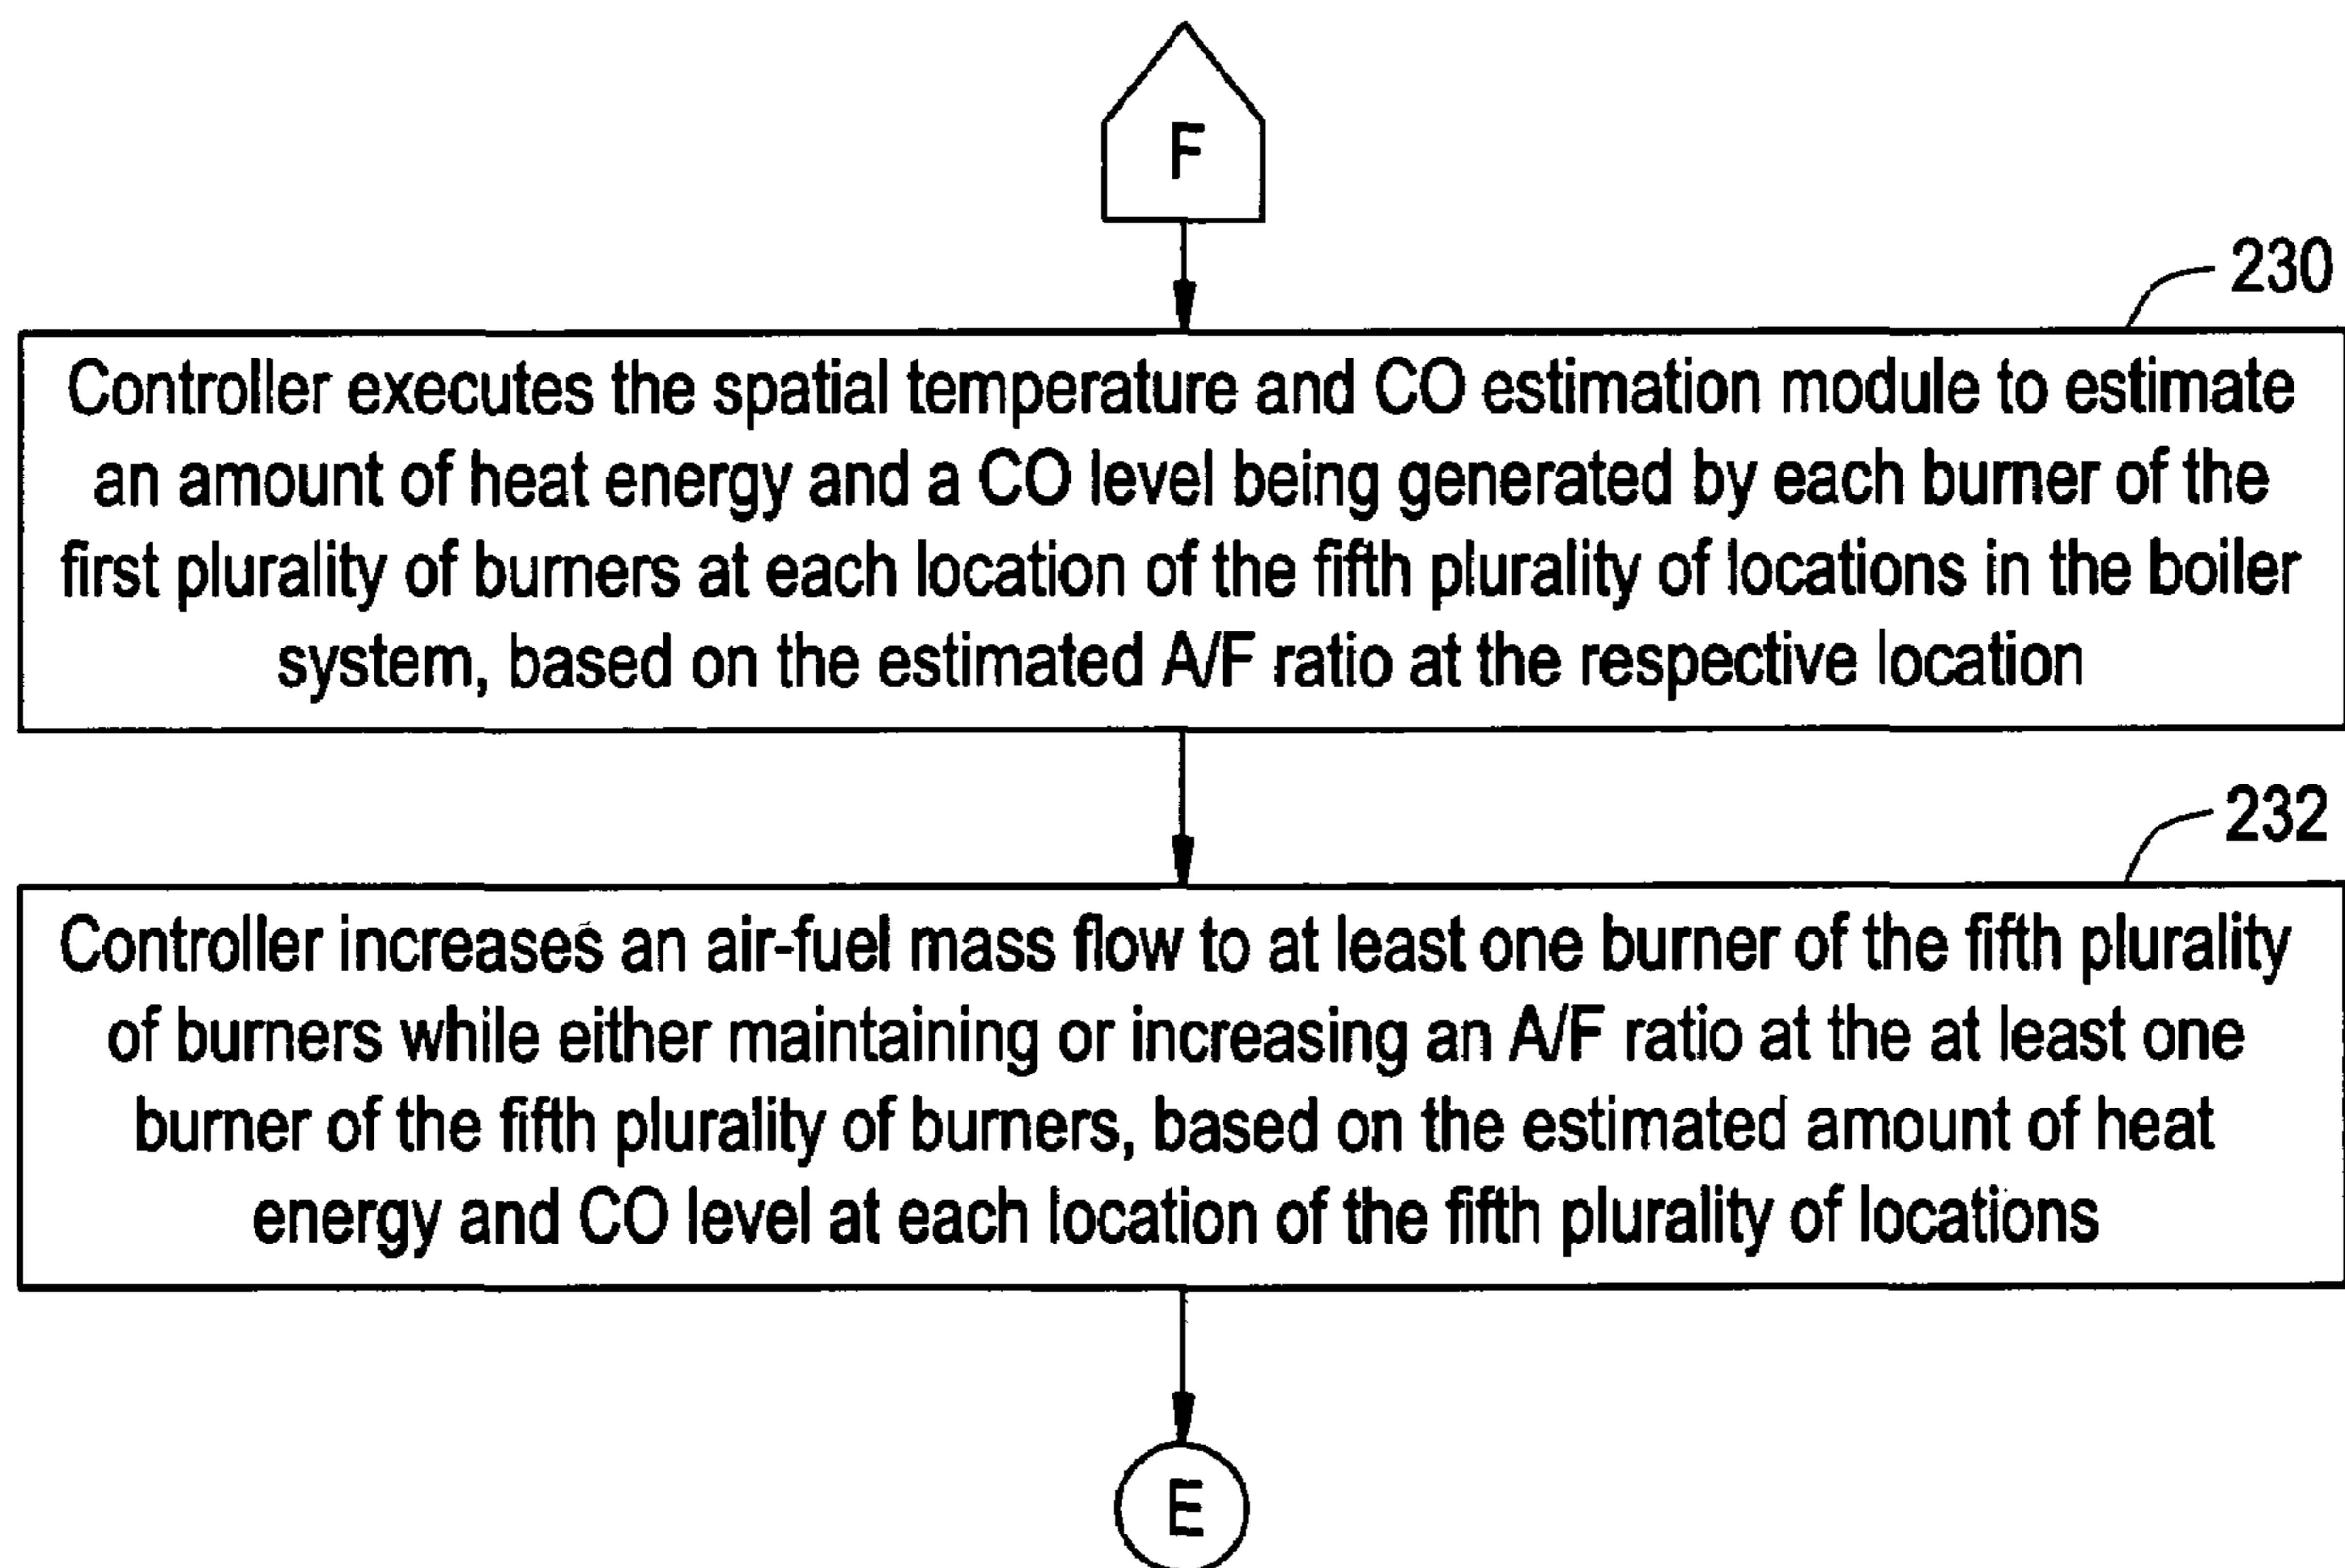 F
230
Controller executes the spatial temperature and CO estimation module to estimate
an amount of heat energy and a CO level being generated by each burner of the
first plurality of burners at each location of the fifth plurality of locations in the boiler
system, based on the estimated A/F ratio at the respective location
232
Controller increases an air-fuel mass flow to at least one burner of the fifth plurality
of burners while either maintaining or increasing an A/F ratio at the at least one
burner of the fifth plurality of burners, based on the estimated amount of heat
energy and CO level at each location of the fifth plurality of locations
E